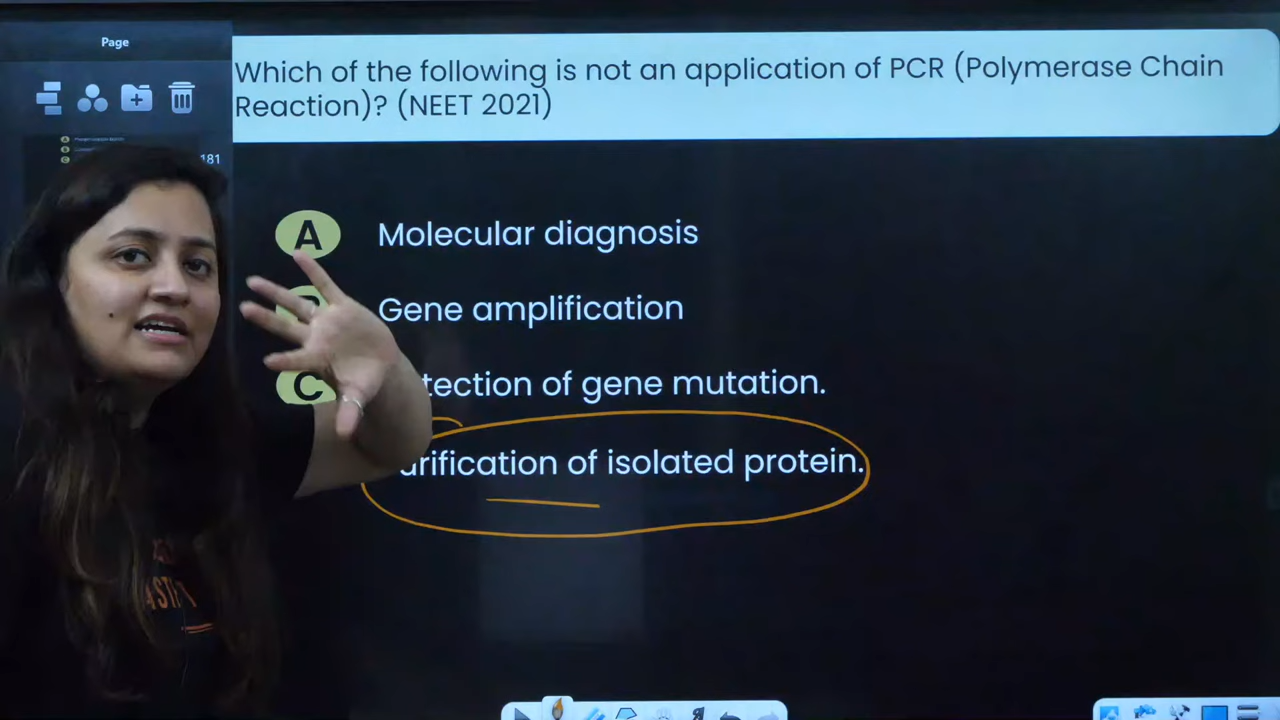 Page
Which of the following is not an application of PCR (Polymerase Chain
Reaction)? (NEET 2021)
181
A Molecular diagnosis
Gene amplification
C tection of gene mutation.
urification of isolated protein.